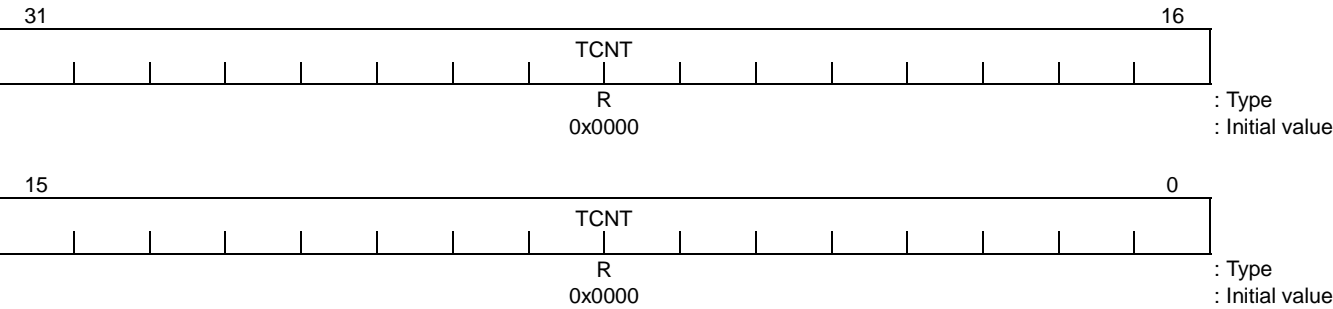 31 16
TCNT
R : Type
0x0000 : Initial value
15 0
TCNT
R : Type
0x0000 : Initial value